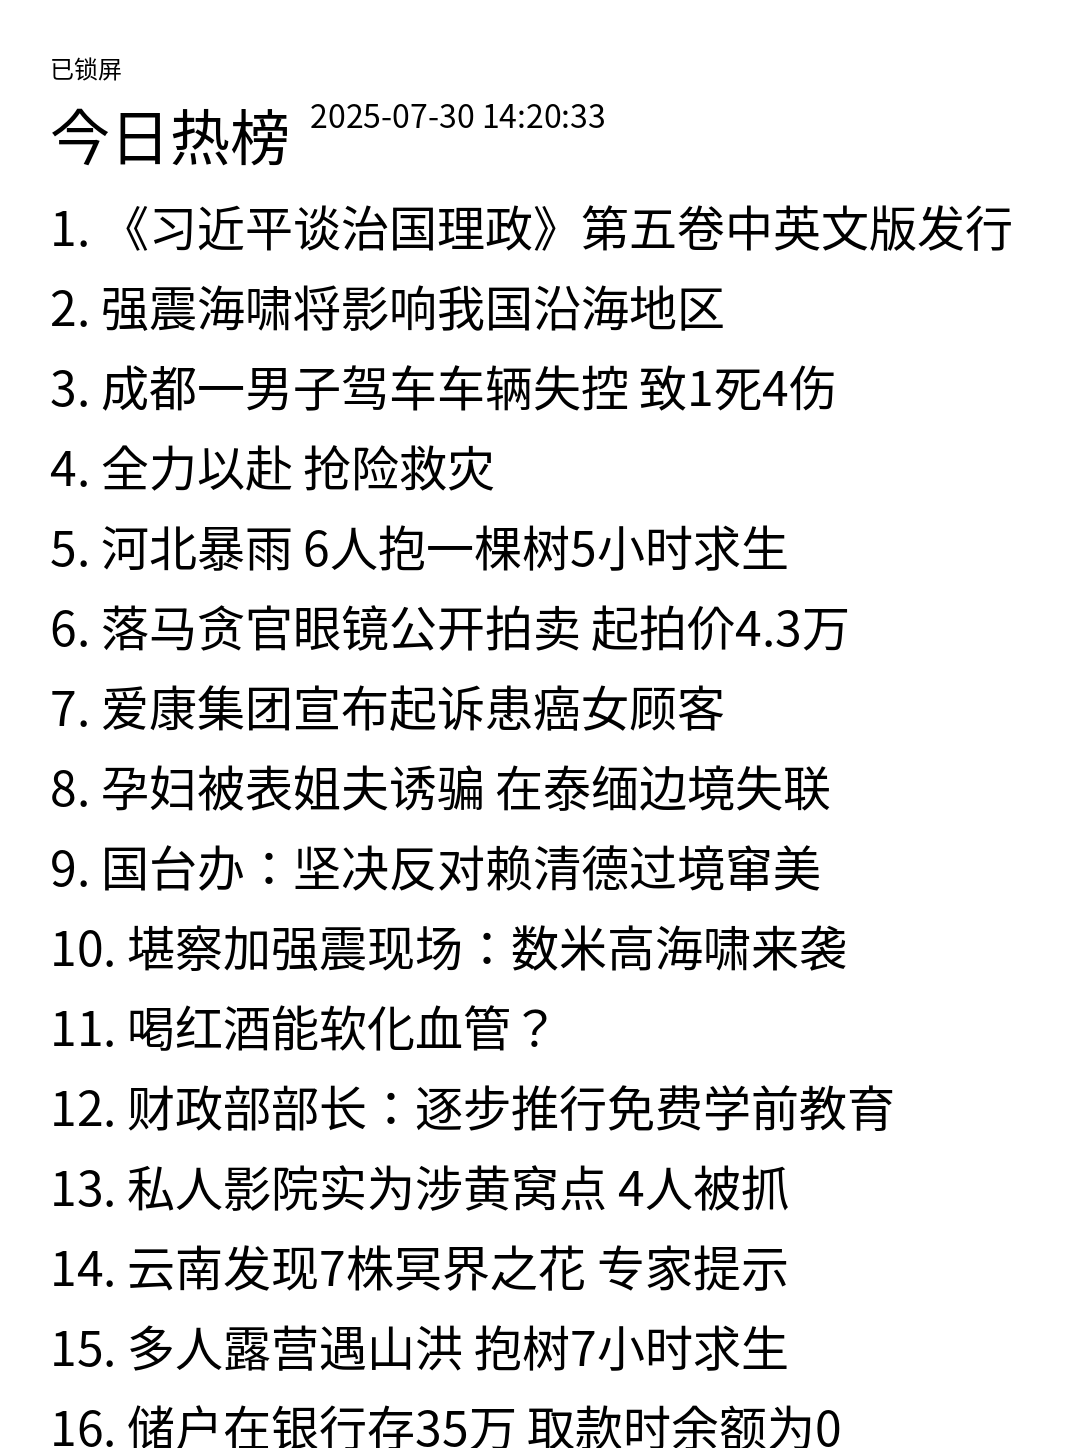 已锁屏
今日热榜 2025-07-30 14:20:33
1. 《习近平谈治国理政》第五卷中英文版发行
2. 强震海啸将影响我国沿海地区
3. 成都一男子驾车车辆失控 致1死4伤
4. 全力以赴 抢险救灾
5. 河北暴雨 6人抱一棵树5小时求生
6. 落马贪官眼镜公开拍卖 起拍价4.3万
7. 爱康集团宣布起诉患癌女顾客
8. 孕妇被表姐夫诱骗 在泰缅边境失联
9. 国台办：坚决反对赖清德过境窜美
10. 堪察加强震现场：数米高海啸来袭
11. 喝红酒能软化血管？
12. 财政部部长：逐步推行免费学前教育
13. 私人影院实为涉黄窝点 4人被抓
14. 云南发现7株冥界之花 专家提示
15. 多人露营遇山洪 抱树7小时求生
16. 储户在银行存35万 取款时余额为0